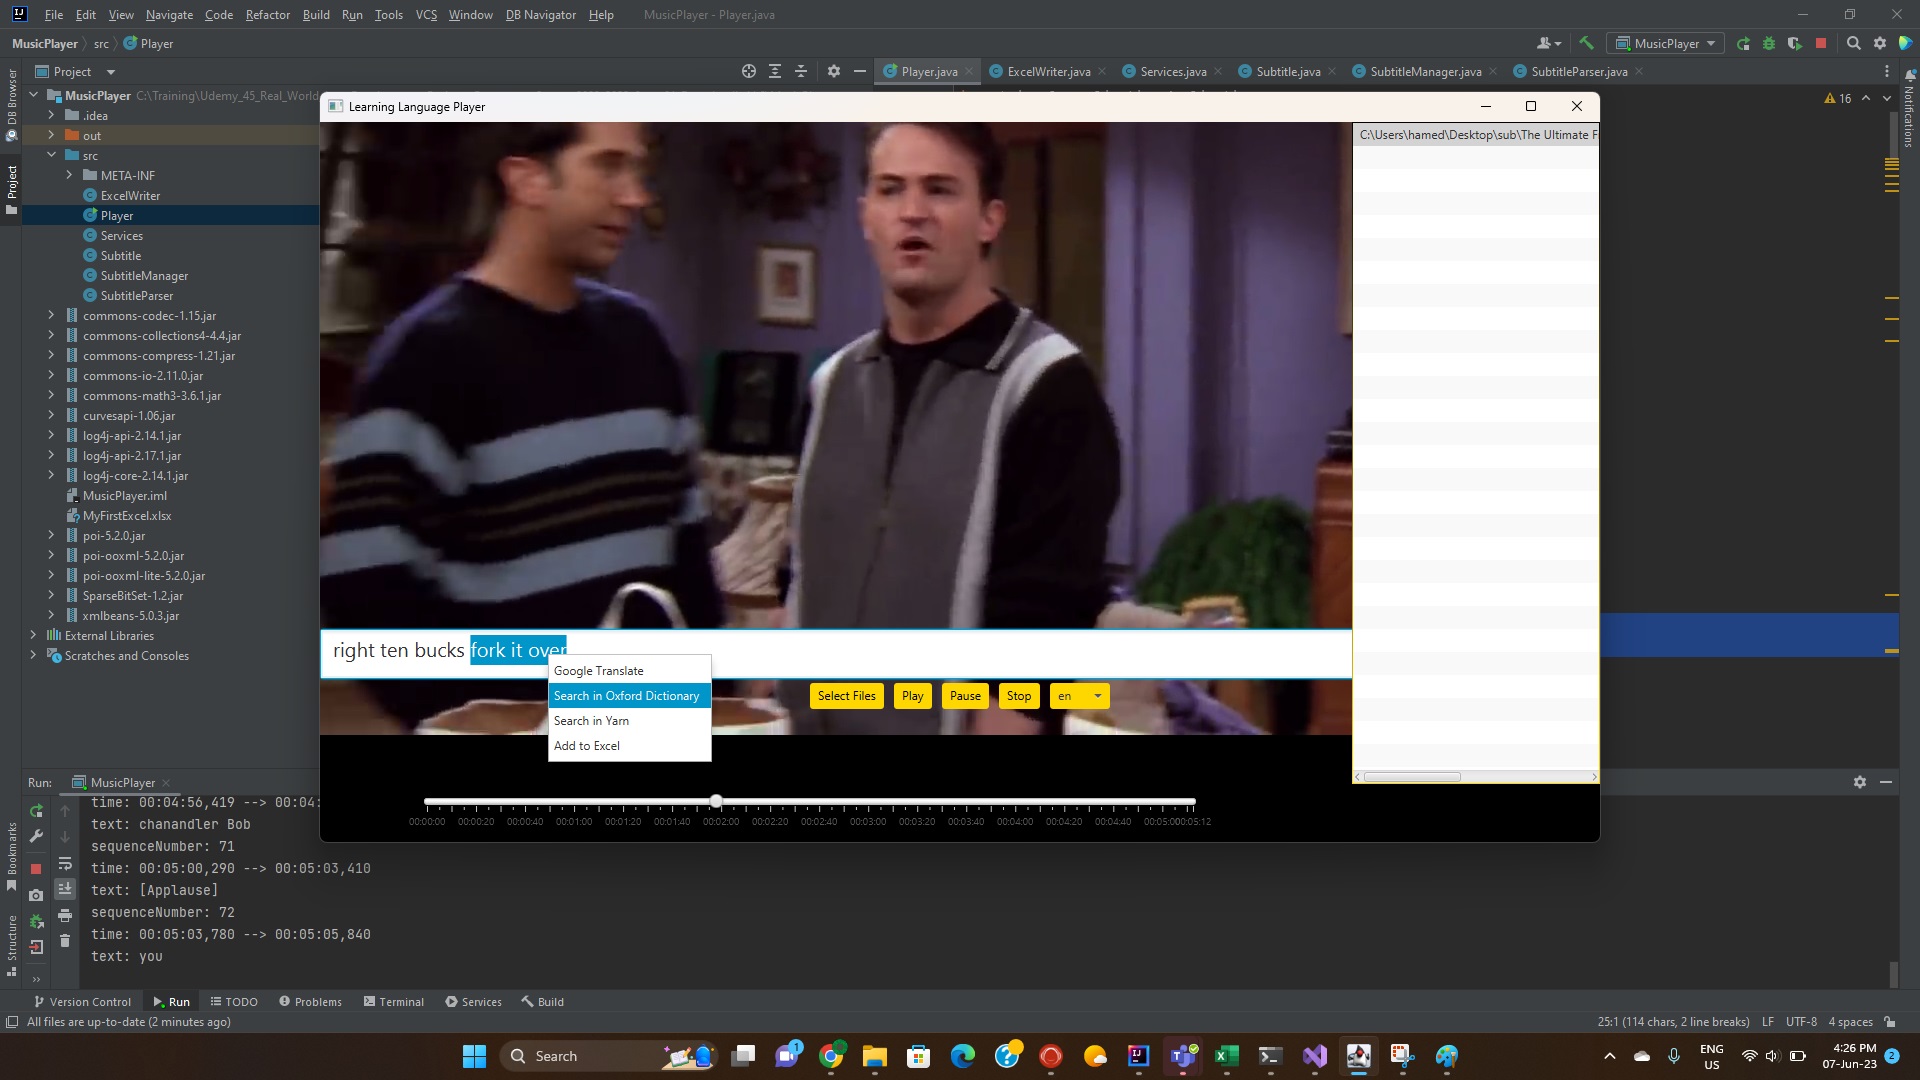 File Edit View Navigate Code Refactor Build Run Tools VCS Window DB Navigator Help MusicPlayer - Player.java
MusicPlayer src Player MusicPlayer
Project Player.java ExcelWriter.java Services.java Subtitle.java SubtitleManager.java SubtitleParser.java
MusicPlayer C:\Training\Udemy_45_Real_World
16
.idea
out
src
META-INF
ExcelWriter
Player
Services
Subtitle
SubtitleManager
SubtitleParser
commons-codec-1.15.jar
commons-collections4-4.4.jar
commons-compress-1.21.jar
commons-io-2.11.0.jar
commons-math3-3.6.1.jar
curvesapi-1.06.jar
log4j-api-2.14.1.jar
log4j-api-2.17.1.jar
log4j-core-2.14.1.jar
MusicPlayer.iml
MyFirstExcel.xlsx
poi-5.2.0.jar
poi-ooxml-5.2.0.jar
poi-ooxml-lite-5.2.0.jar
SparseBitSet-1.2.jar
xmlbeans-5.0.3.jar
External Libraries
Scratches and Consoles
DB Browser
Project
Bookmarks
Structure
Notifications
Learning Language Player
C:\Users\hamed\Desktop\sub\The Ultimate F
right ten bucks fork it over
Google Translate
Search in Oxford Dictionary
Search in Yarn
Add to Excel
Select Files Play Pause Stop en
00:00:00 00:00:20 00:00:40 00:01:00 00:01:20 00:01:40 00:02:00 00:02:20 00:02:40 00:03:00 00:03:20 00:03:40 00:04:00 00:04:20 00:04:40 00:05:000:05:12
Run: MusicPlayer
time: 00:04:56,419 --> 00:04:
text: chanandler Bob
sequenceNumber: 71
time: 00:05:00,290 --> 00:05:03,410
text: [Applause]
sequenceNumber: 72
time: 00:05:03,780 --> 00:05:05,840
text: you
Version Control Run TODO Problems Terminal Services Build
All files are up-to-date (2 minutes ago) 25:1 (114 chars, 2 line breaks) LF UTF-8 4 spaces
Search 1 ENG US 4:26 PM 07-Jun-23 2